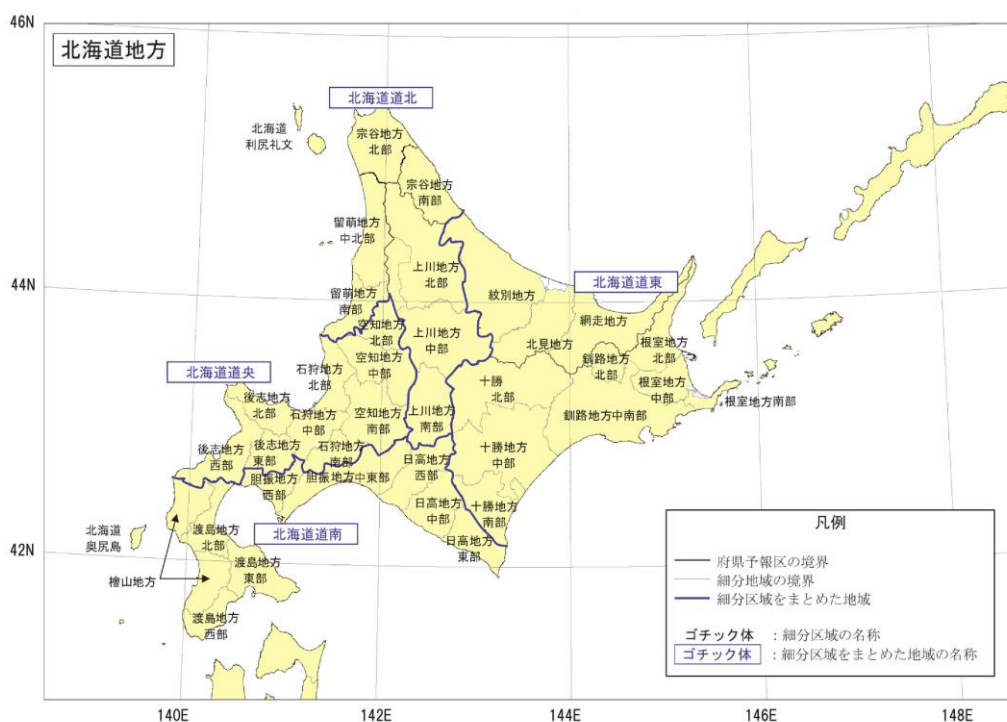 46N
北海道地方
北海道道北
北海道
利尻礼文
宗谷地方
北部
宗谷地方
南部
留萌地方
中北部
上川地方
北部
44N
北海道道東
紋別地方
留萌地方
南部
空知地方
北部
上川地方
中部
網走地方
北見地方
釧路地方
北部
根室地方
北部
空知地方
中部
石狩地方
北部
北海道道央
十勝
北部
根室地方
中部
根室地方南部
後志地方
北部
石狩地方
中部
空知地方
南部
上川地方
南部
釧路地方中南部
後志地方
西部
後志地方
東部
石狩地方
南部
十勝地方
中部
胆振地方
西部
胆振地方中東部
日高地方
西部
日高地方
中部
十勝地方
南部
北海道
奥尻島
42N
渡島地方
北部
北海道道南
日高地方
東部
檜山地方
渡島地方
東部
渡島地方
西部
凡例
府県予報区の境界
細分地域の境界
細分区域をまとめた地域
ゴチック体 :細分区域の名称
ゴチック体 :細分区域をまとめた地域の名称
140E
142E
144E
146E
148E